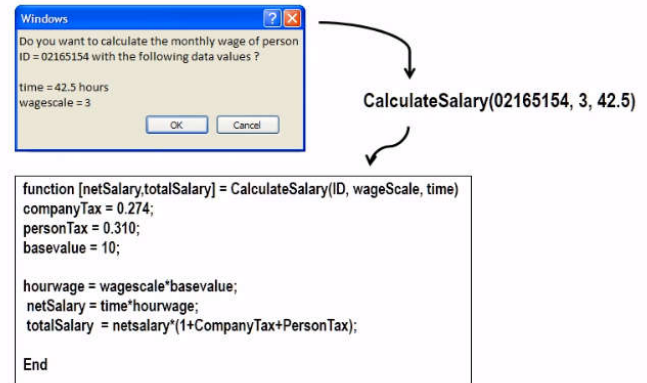 Windows
Do you want to calculate the monthly wage of person
ID = 02165154 with the following data values ?
time = 42.5 hours
wagescale = 3
OK Cancel
CalculateSalary(02165154, 3, 42.5)
function [netSalary,totalSalary] = CalculateSalary(ID, wageScale, time)
companyTax = 0.274;
personTax = 0.310;
basevalue = 10;
hourwage = wagescale*basevalue;
netSalary = time*hourwage;
totalSalary = netsalary*(1+CompanyTax+PersonTax);
End